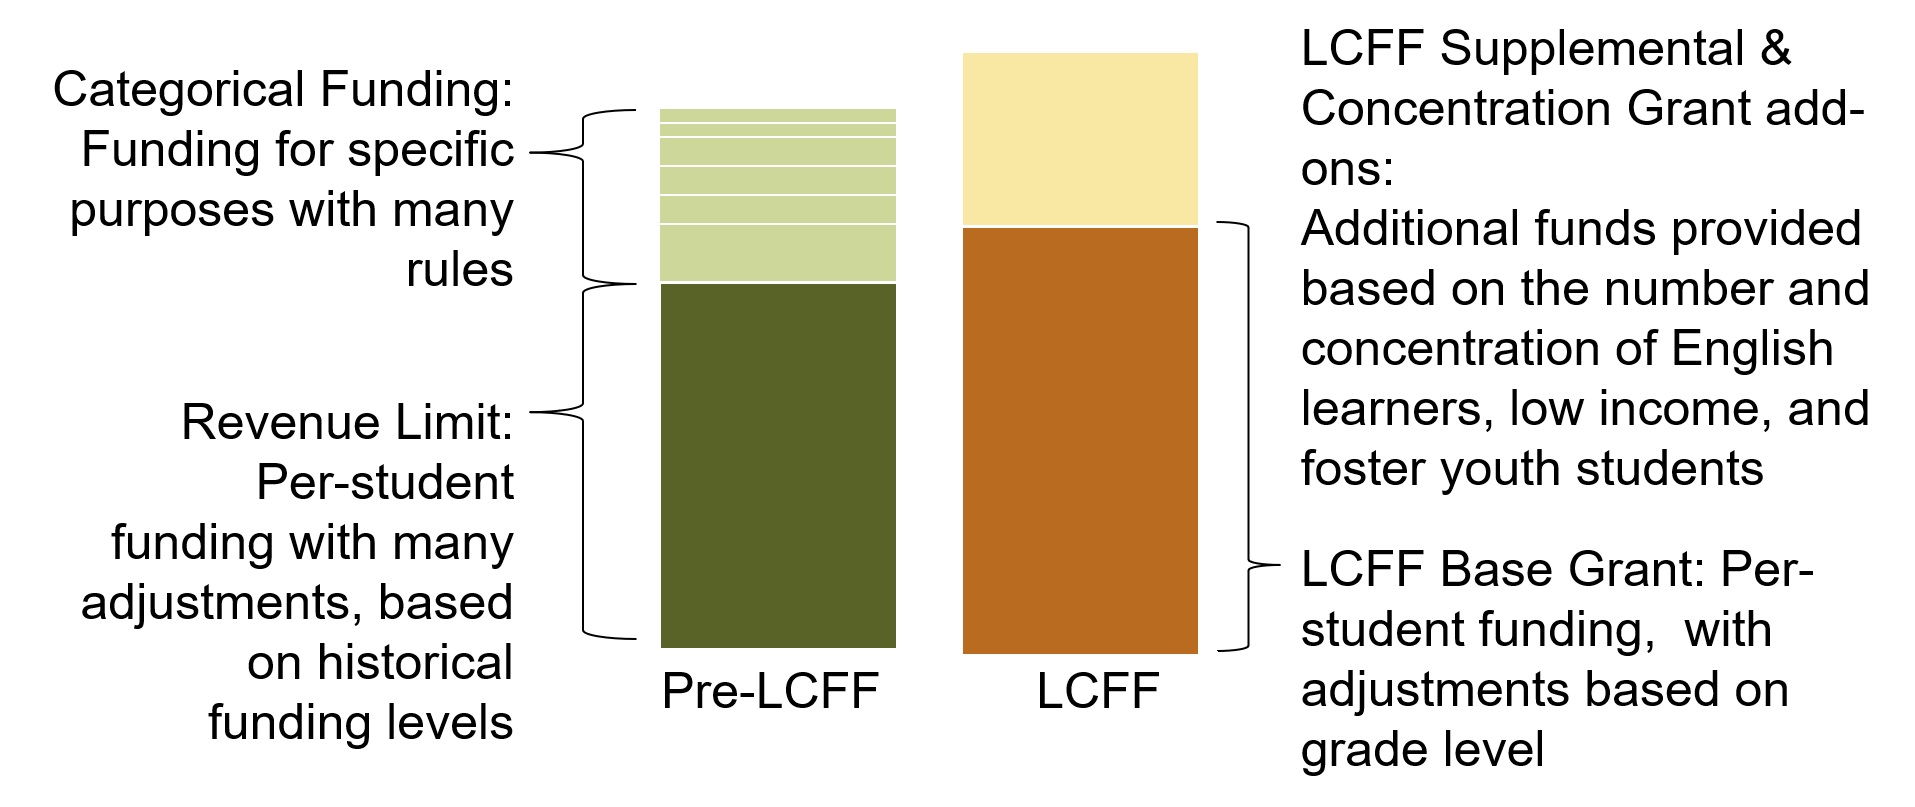 Categorical Funding:
Funding for specific
purposes with many
rules
Revenue Limit:
Per-student
funding with many
adjustments, based
on historical
funding levels
Pre-LCFF
LCFF
LCFF Supplemental &
Concentration Grant add-
ons:
Additional funds provided
based on the number and
concentration of English
learners, low income, and
foster youth students
LCFF Base Grant: Per-
student funding,  with
adjustments based on
grade level